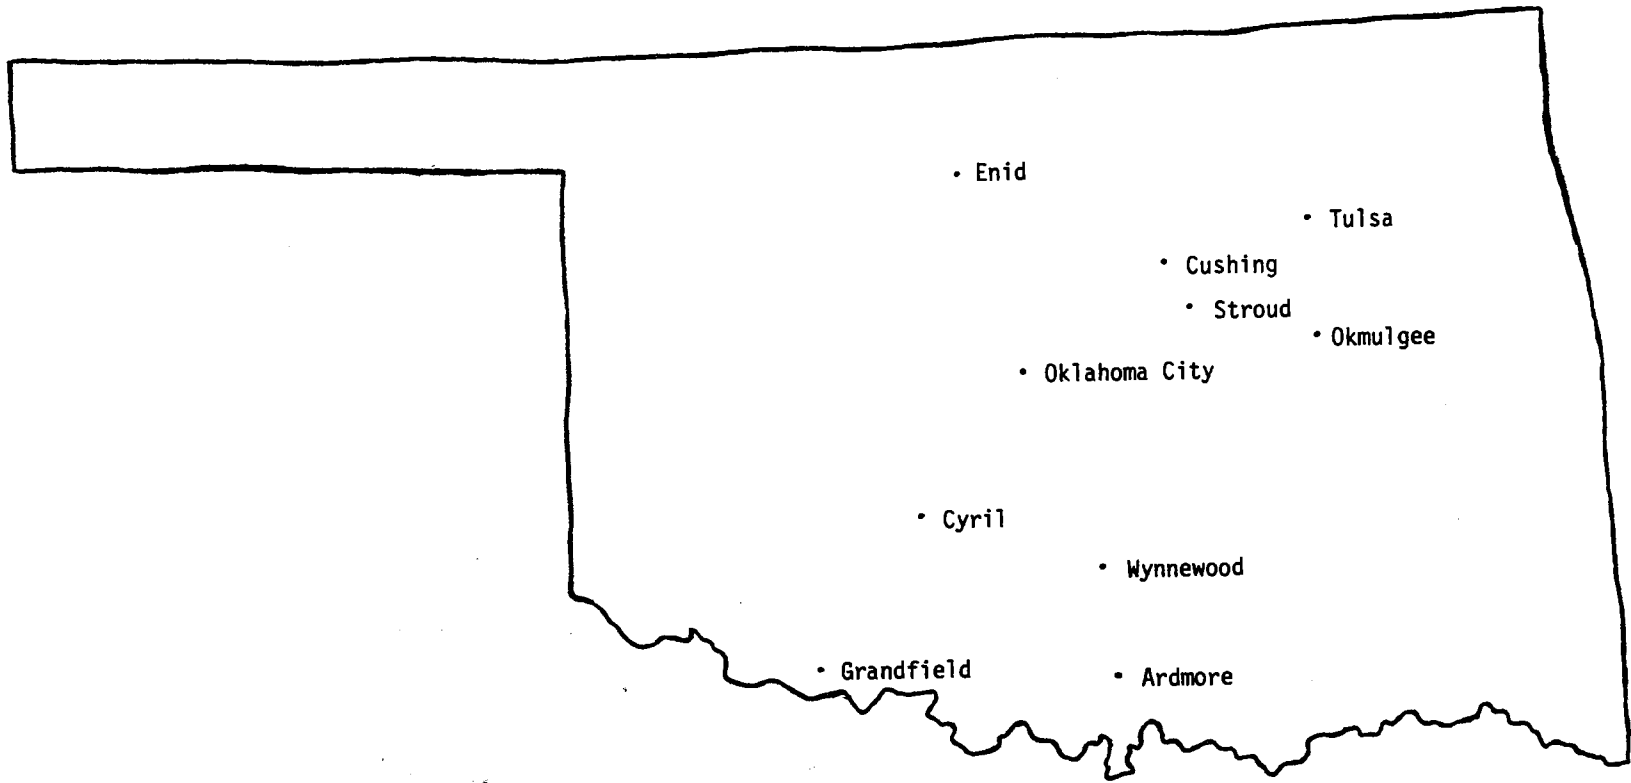 Enid
Tulsa
Cushing
Stroud
Okmulgee
Oklahoma City
Cyril
Wynnewood
Grandfield
Ardmore